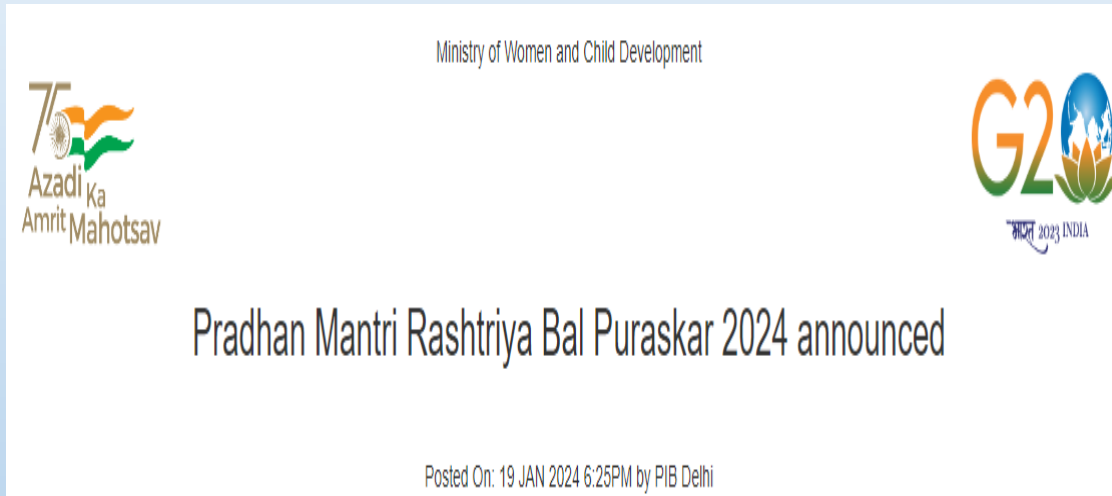 Ministry of Women and Child Development
75
Azadi Ka
Amrit Mahotsav
G20
भारत 2023 INDIA
Pradhan Mantri Rashtriya Bal Puraskar 2024 announced
Posted On: 19 JAN 2024 6:25PM by PIB Delhi